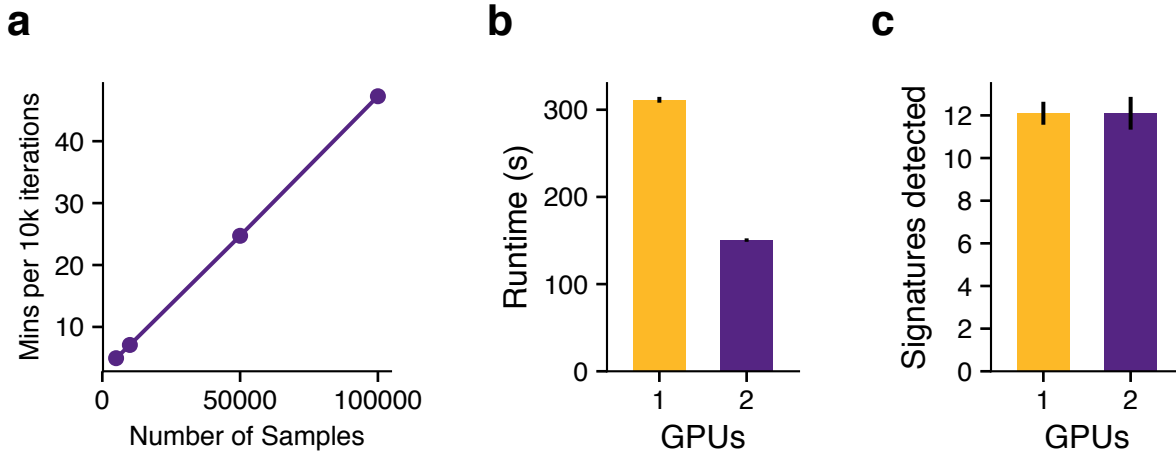 a
Mins per 10k iterations
40
30
20
10
0
50000
100000
Number of Samples
b
Runtime (s)
300
200
100
0
1
2
GPUs
c
Signatures detected
12
10
8
6
4
2
0
1
2
GPUs